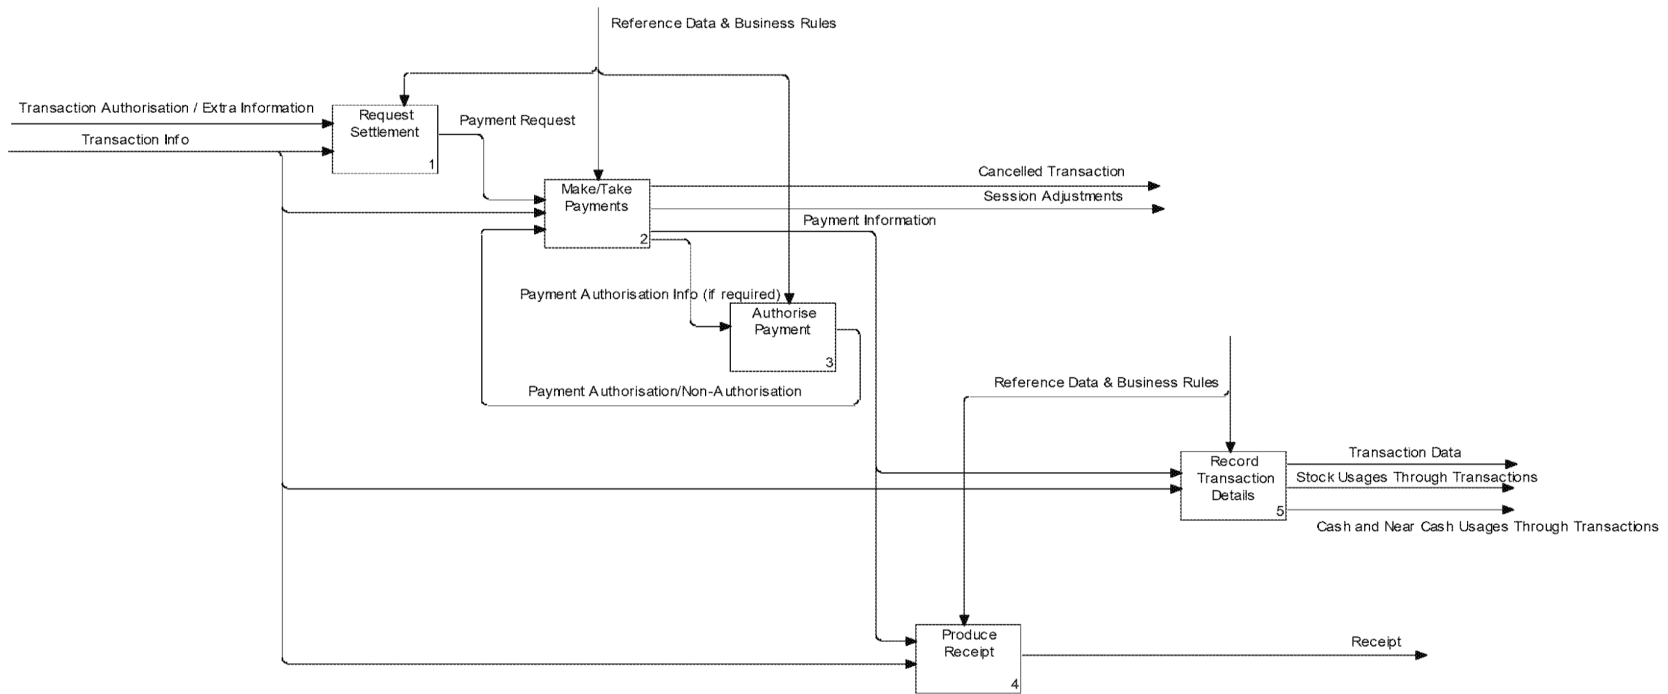 Reference Data & Business Rules
Transaction Authorisation / Extra Information
Transaction Info
Request
Settlement
1
Payment Request
Make/Take
Payments
2
Cancelled Transaction
Session Adjustments
Payment Information
Payment Authorisation Info (if required)
Authorise
Payment
3
Payment Authorisation/Non-Authorisation
Reference Data & Business Rules
Record
Transaction
Details
5
Transaction Data
Stock Usages Through Transactions
Cash and Near Cash Usages Through Transactions
Produce
Receipt
4
Receipt